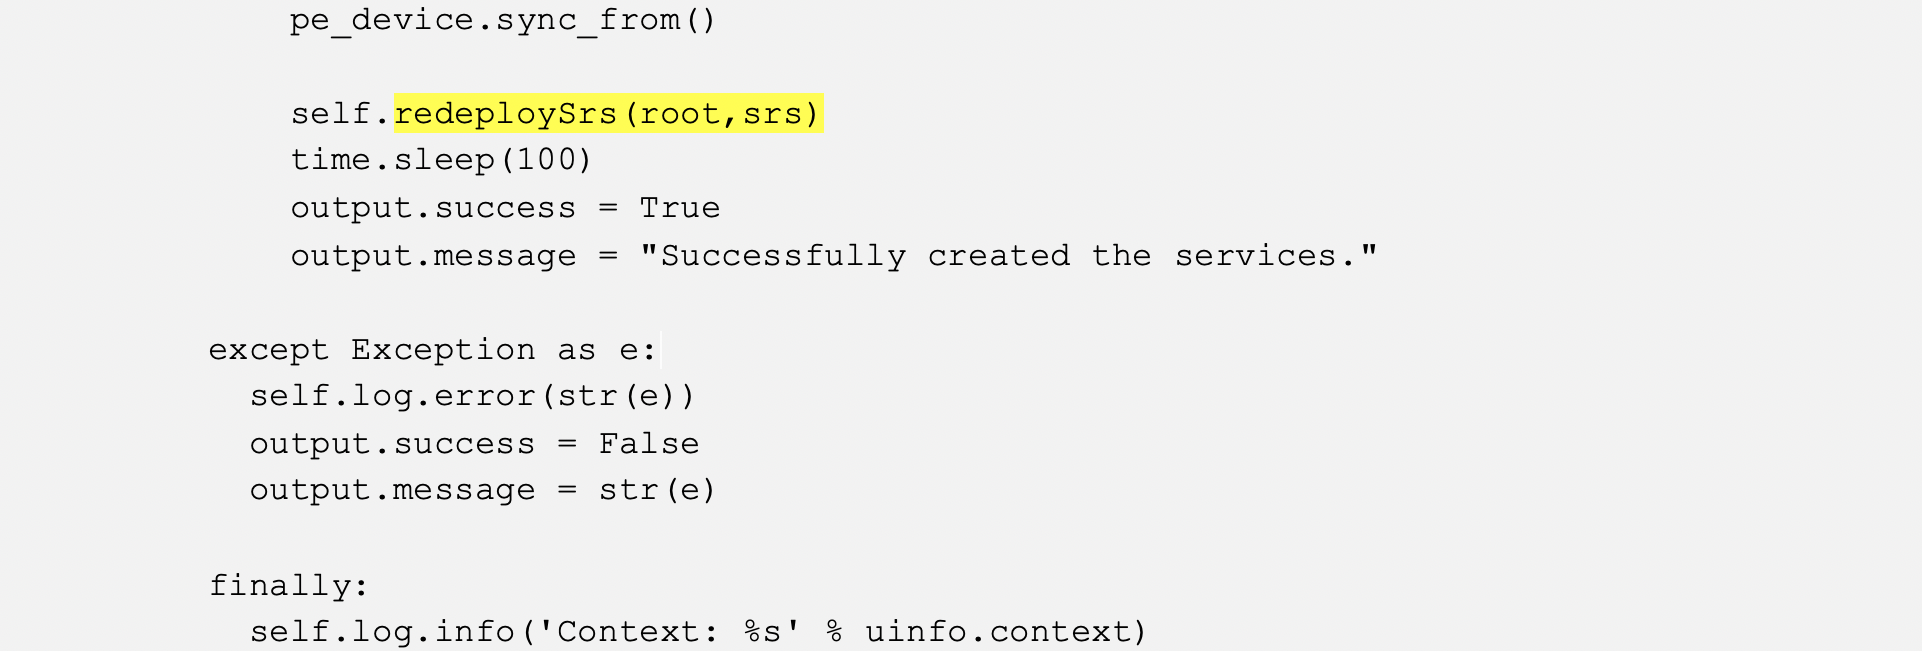 pe_device.sync_from()
self.redeploySrs(root,srs)
time.sleep(100)
output.success = True
output.message = "Successfully created the services."
except Exception as e:
self.log.error(str(e))
output.success = False
output.message = str(e)
finally:
self.log.info('Context: %s' % uinfo.context)